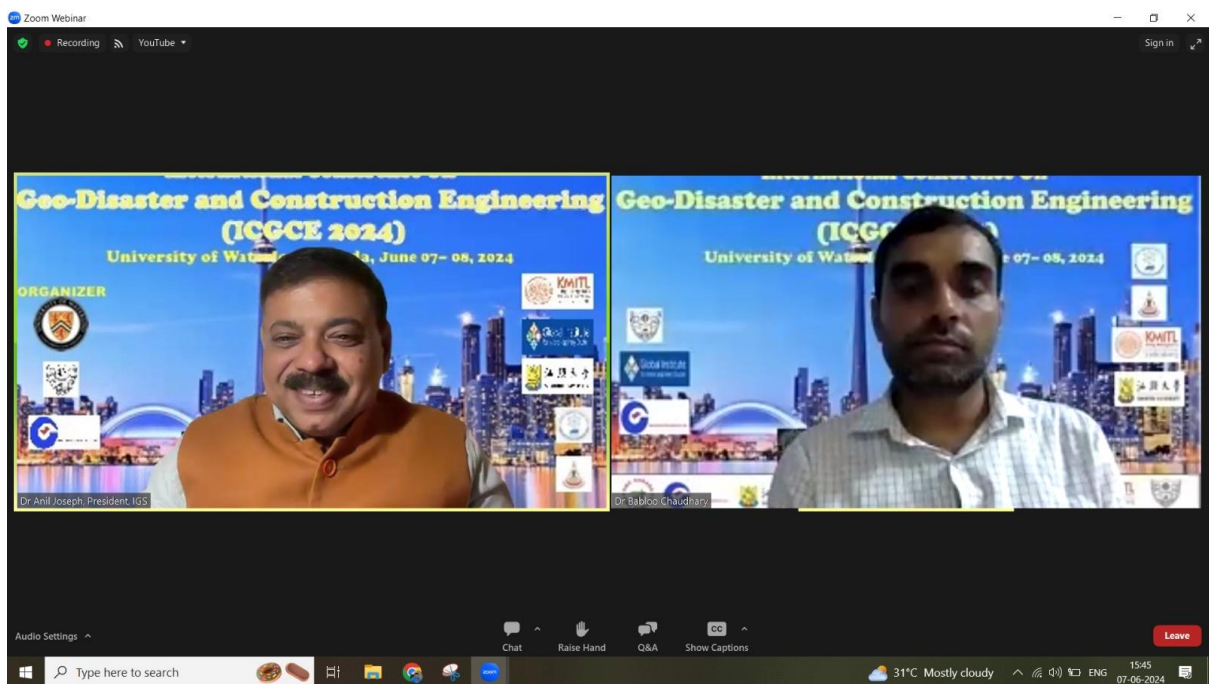 Zoom Webinar
Recording
YouTube
Sign in
Geo-Disaster and Construction Engineering
(ICGCE 2024)
University of
June 07– 08, 2024
ORGANIZER
KMITL
Dr Anil Joseph, President, IGS
Geo-Disaster and Construction Engineering
University of
07– 08, 2024
Global Institute
KMITL
Dr Babloo Chaudhary
Audio Settings
Chat
Raise Hand
Q&A
CC
Show Captions
Leave
Type here to search
31°C Mostly cloudy
ENG
15:45
07-06-2024